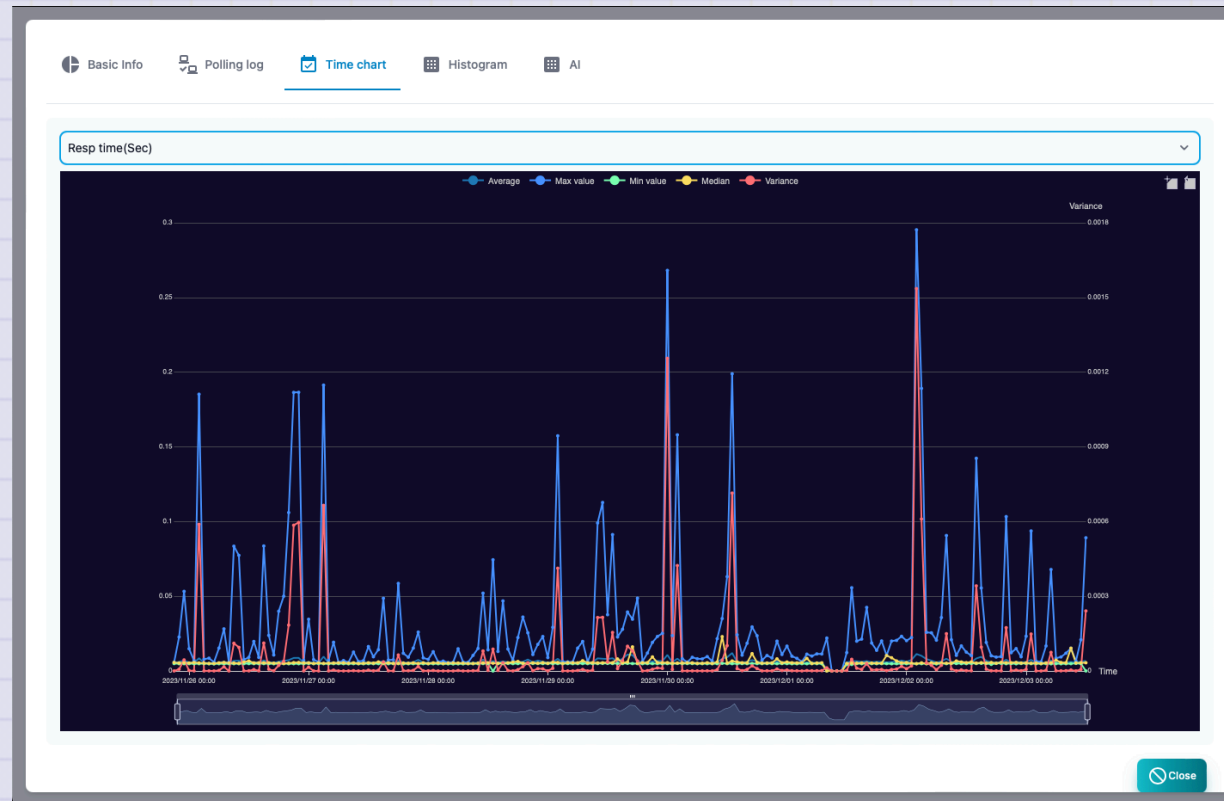 Basic Info Polling log Time chart Histogram AI
Resp time(Sec)
Average Max value Min value Median Variance
Variance
0.3 0.0018
0.25 0.0015
0.2 0.0012
0.15 0.0009
0.1 0.0006
0.05 0.0003
0 0 Time
2023/11/26 00:00 2023/11/27 00:00 2023/11/28 00:00 2023/11/29 00:00 2023/11/30 00:00 2023/12/01 00:00 2023/12/02 00:00 2023/12/03 00:00
Close